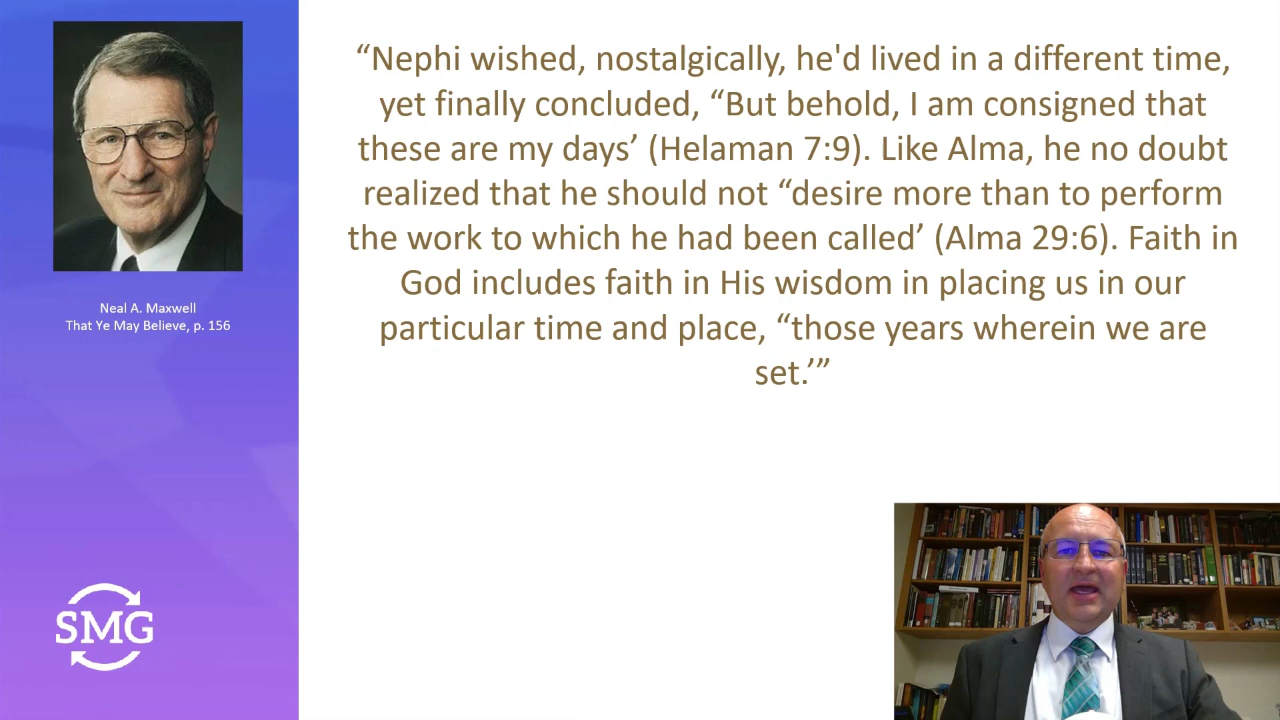 Neal A. Maxwell
That Ye May Believe, p. 156
SMG
“Nephi wished, nostalgically, he'd lived in a different time,
yet finally concluded, “But behold, I am consigned that
these are my days’ (Helaman 7:9). Like Alma, he no doubt
realized that he should not “desire more than to perform
the work to which he had been called’ (Alma 29:6). Faith in
God includes faith in His wisdom in placing us in our
particular time and place, “those years wherein we are
set.’”